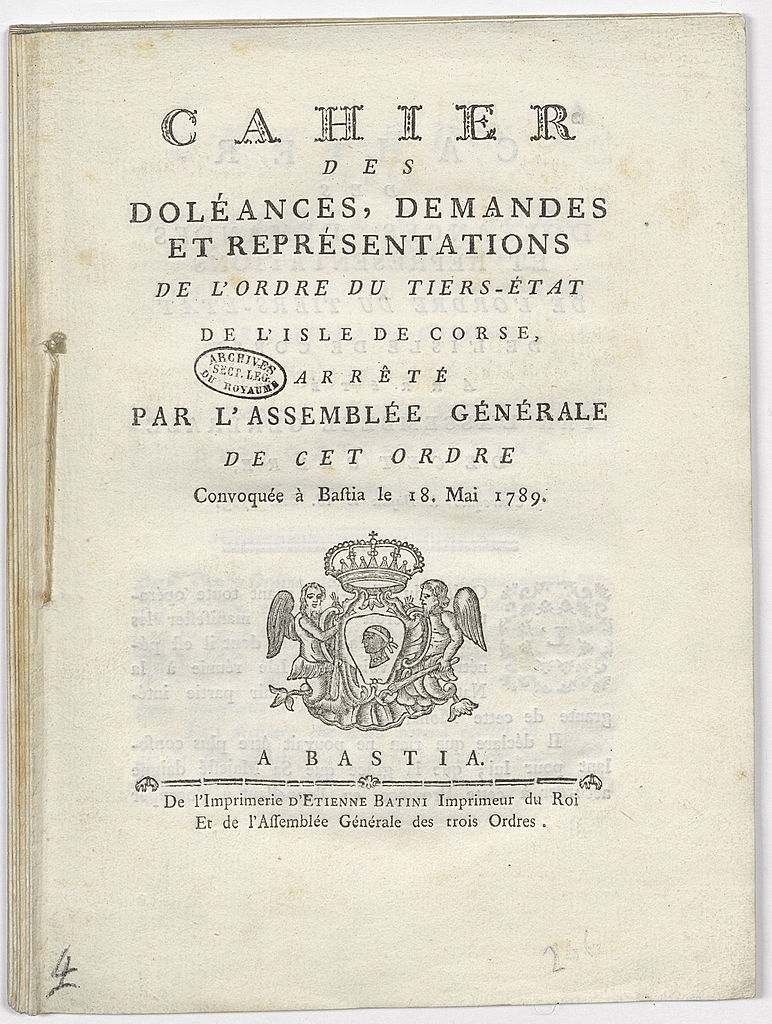 CAHIER
DES
DOLÉANCES, DEMANDES
ET REPRÉSENTATIONS
DE L'ORDRE DU TIERS-ÉTAT
DE L'ISLE DE CORSE,
ARCHIVES
SECT. LEG.
DU ROYAUME
ARRÊTÉ
PAR L'ASSEMBLÉE GÉNÉRALE
DE CET ORDRE
Convoquée à Baſtia le 18. Mai 1789.
A BASTIA.
De l'Imprimerie D'ETIENNE BATINI Imprimeur du Roi
Et de l'Aſſemblée Générale des trois Ordres.
4